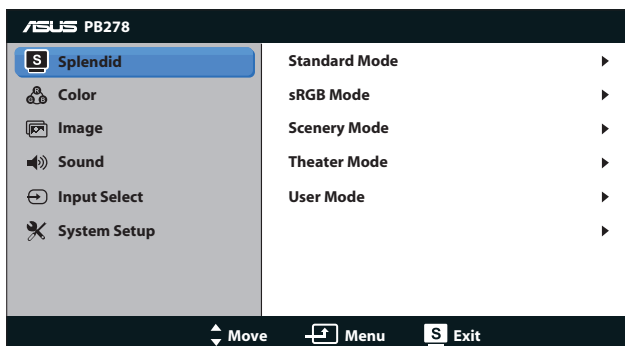 ASUS PB278
S Splendid
Color
Image
Sound
Input Select
System Setup
Standard Mode
sRGB Mode
Scenery Mode
Theater Mode
User Mode
Move Menu S Exit